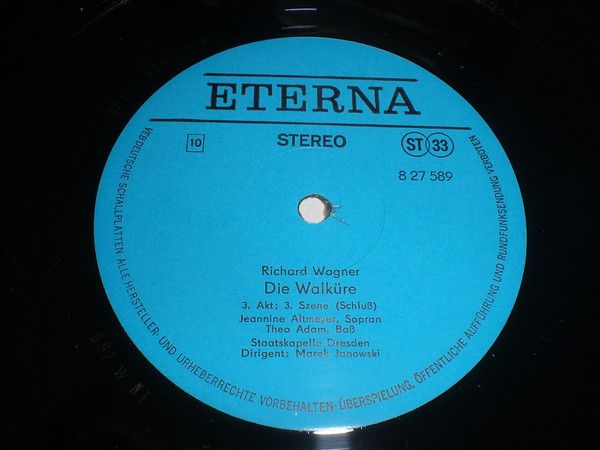 ETERNA
10
STEREO
ST 33
8 27 589
Richard Wagner
Die Walküre
3. Akt; 3. Szene (Schluß)
Jeannine Altmeyer, Sopran
Theo Adam, Baß
Staatskapelle Dresden
Dirigent: Marek Janowski
VEB DEUTSCHE SCHALLPLATTEN ALLE HERSTELLER- UND URHEBERRECHTE VORBEHALTEN·ÜBERSPIELUNG, ÖFFENTLICHE AUFFÜHRUNG UND RUNDFUNKSENDUNG VERBOTEN